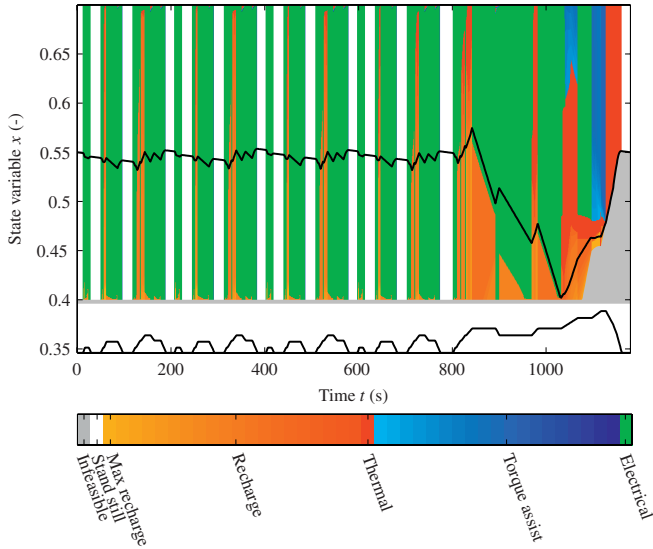 0.65
0.6
0.55
0.5
0.45
0.4
0.35
State variable x (-)
0 200 400 600 800 1000
Time t (s)
Infeasible
Stand still
Max recharge
Recharge
Thermal
Torque assist
Electrical